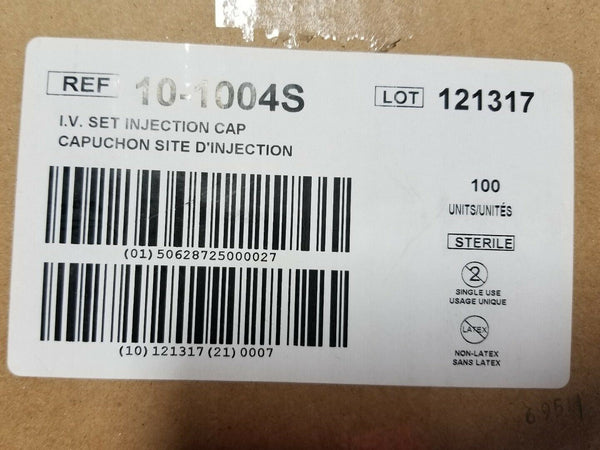 REF 10-1004S
LOT 121317
I.V. SET INJECTION CAP
CAPUCHON SITE D'INJECTION
(01)50628725000027
(10)121317(21)0007
100
UNITS/UNITÉS
STERILE
2
SINGLE USE
USAGE UNIQUE
LATEX
NON-LATEX
SANS LATEX